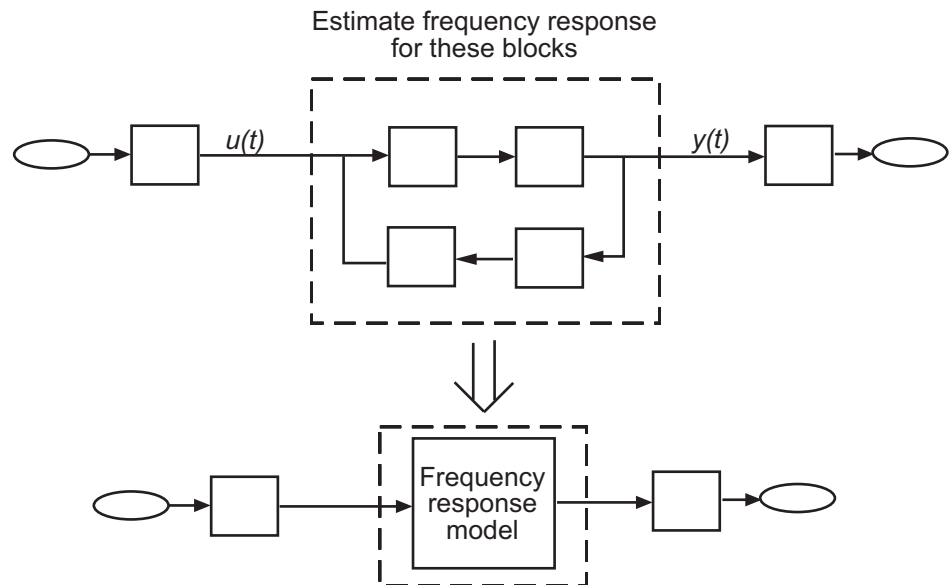 Estimate frequency response
for these blocks
u(t)
y(t)
Frequency
response
model